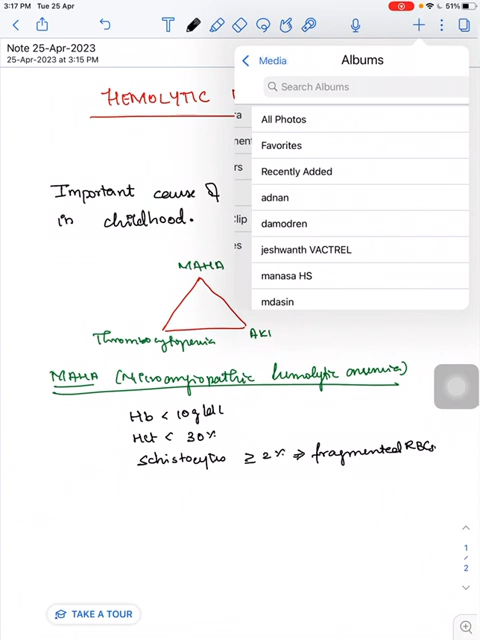 3:17 PM Tue 25 Apr
51%
Note 25-Apr-2023
25-Apr-2023 at 3:15 PM
Media
Albums
Search Albums
All Photos
Favorites
Recently Added
adnan
damodren
jeshwanth VACTREL
manasa HS
mdasin
HEMOLYTIC
Important cause of
in childhood.
MAHA
Thrombocytopenia
AKI
MAHA (Microangiopathic hemolytic anemia)
Hb < 10g/dl
Hct < 30%
Schistocytes ≥ 2% ⇒ fragmented RBCs
1
/
2
TAKE A TOUR